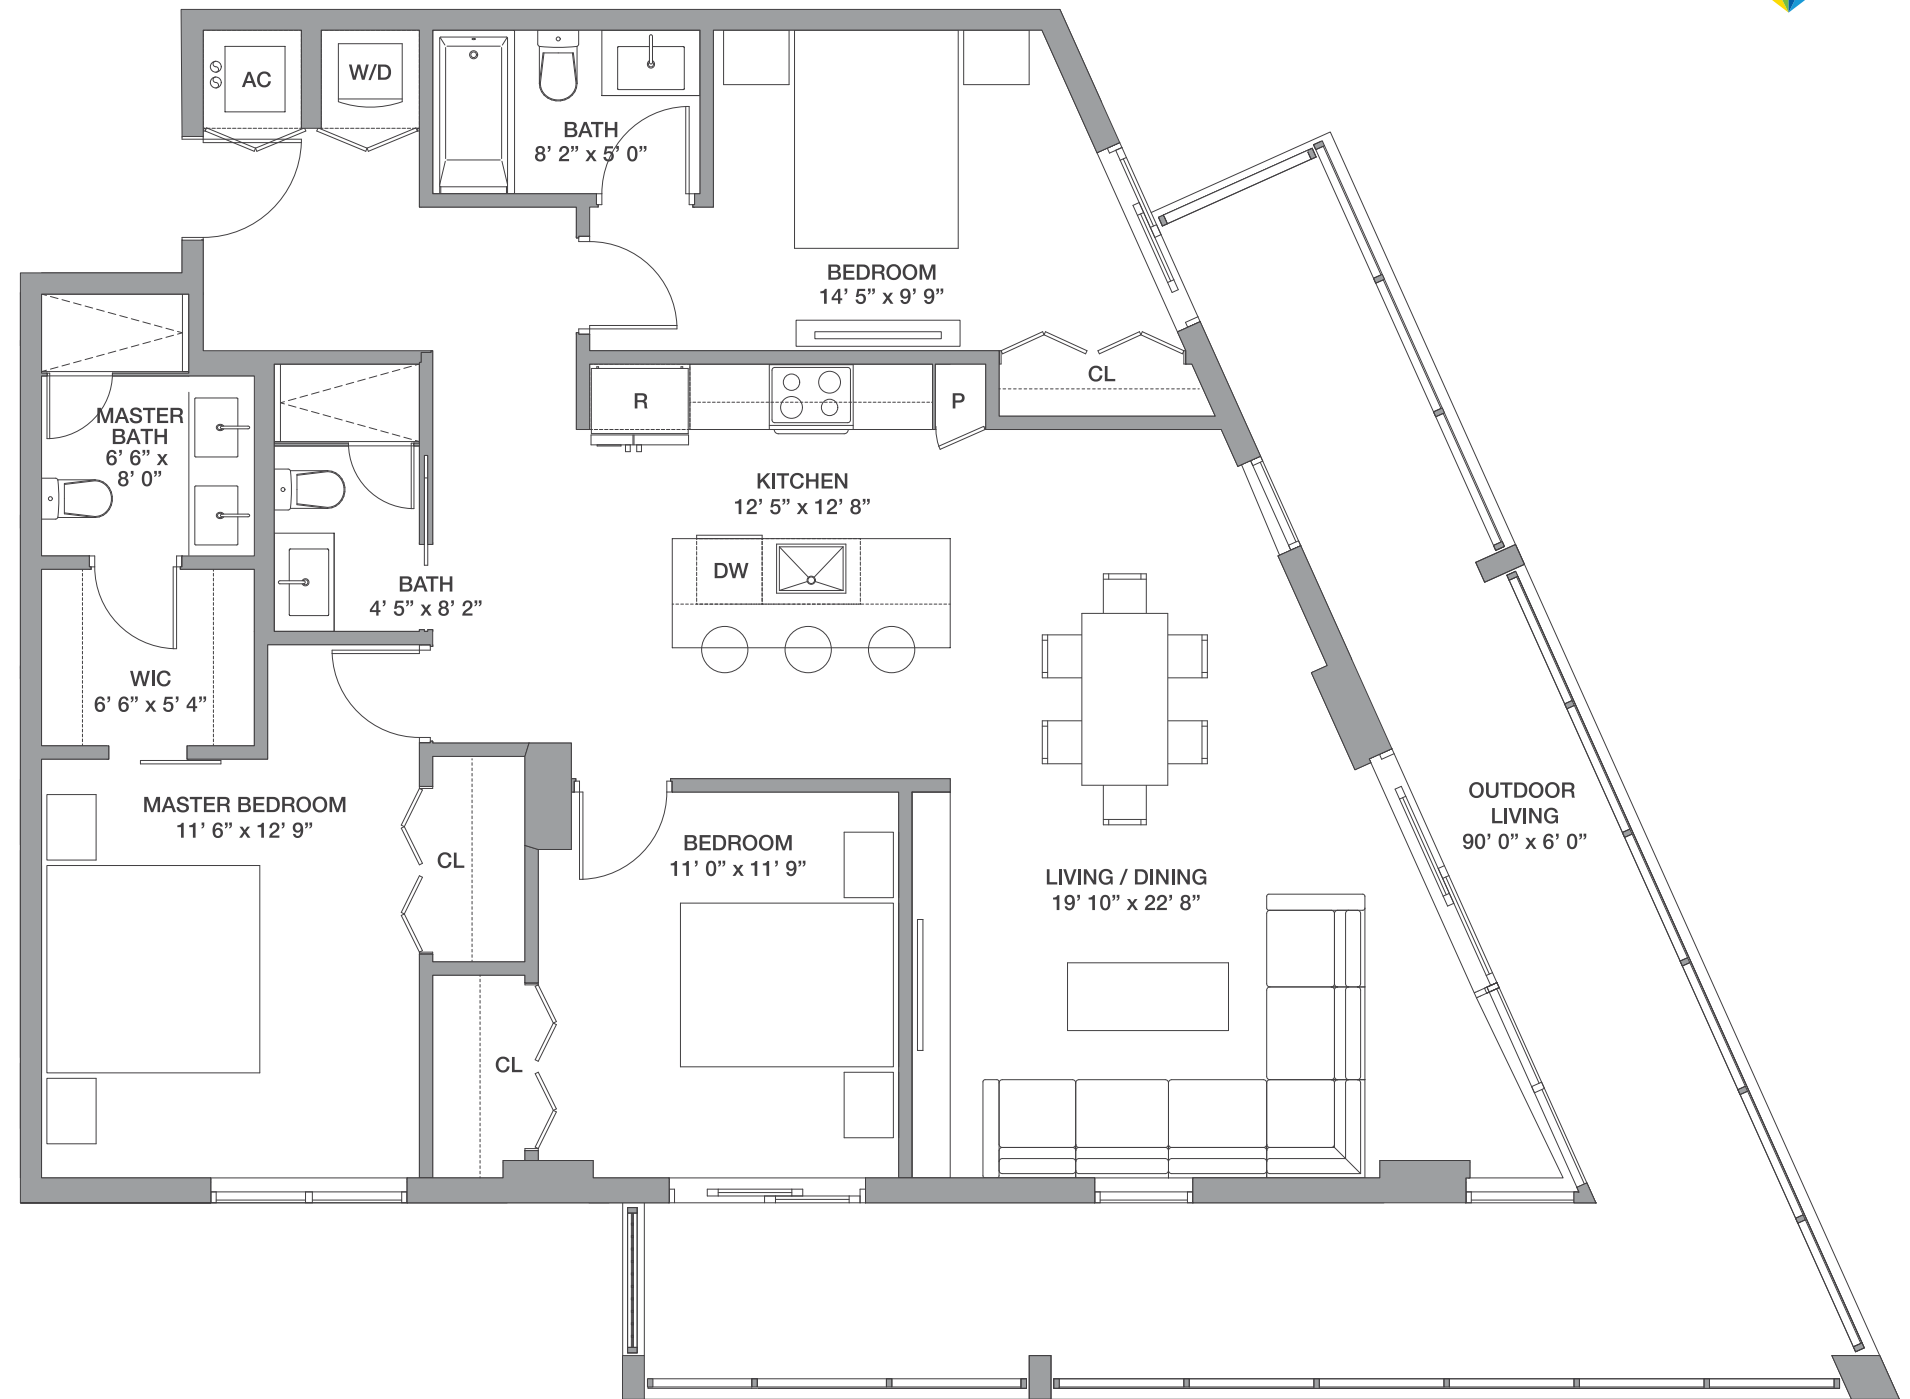 AC
W/D
BATH
8’ 2” x 5’ 0”
BEDROOM
14’ 5” x 9’ 9”
CL
R
P
MASTER
BATH
6’ 6” x
8’ 0”
KITCHEN
12’ 5” x 12’ 8”
DW
BATH
4’ 5” x 8’ 2”
WIC
6’ 6” x 5’ 4”
MASTER BEDROOM
11’ 6” x 12’ 9”
CL
BEDROOM
11’ 0” x 11’ 9”
CL
LIVING / DINING
19’ 10” x 22’ 8”
OUTDOOR
LIVING
90’ 0” x 6’ 0”